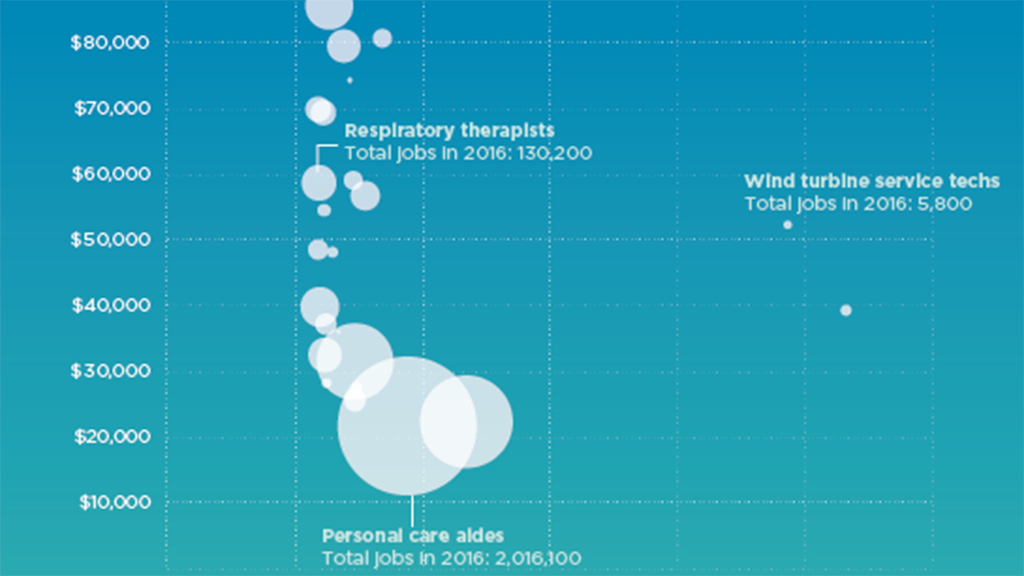 $80,000
$70,000
Respiratory therapists
Total jobs in 2016: 130,200
$60,000
Wind turbine service techs
Total jobs in 2016: 5,800
$50,000
$40,000
$30,000
$20,000
$10,000
Personal care aides
Total jobs in 2016: 2,016,100